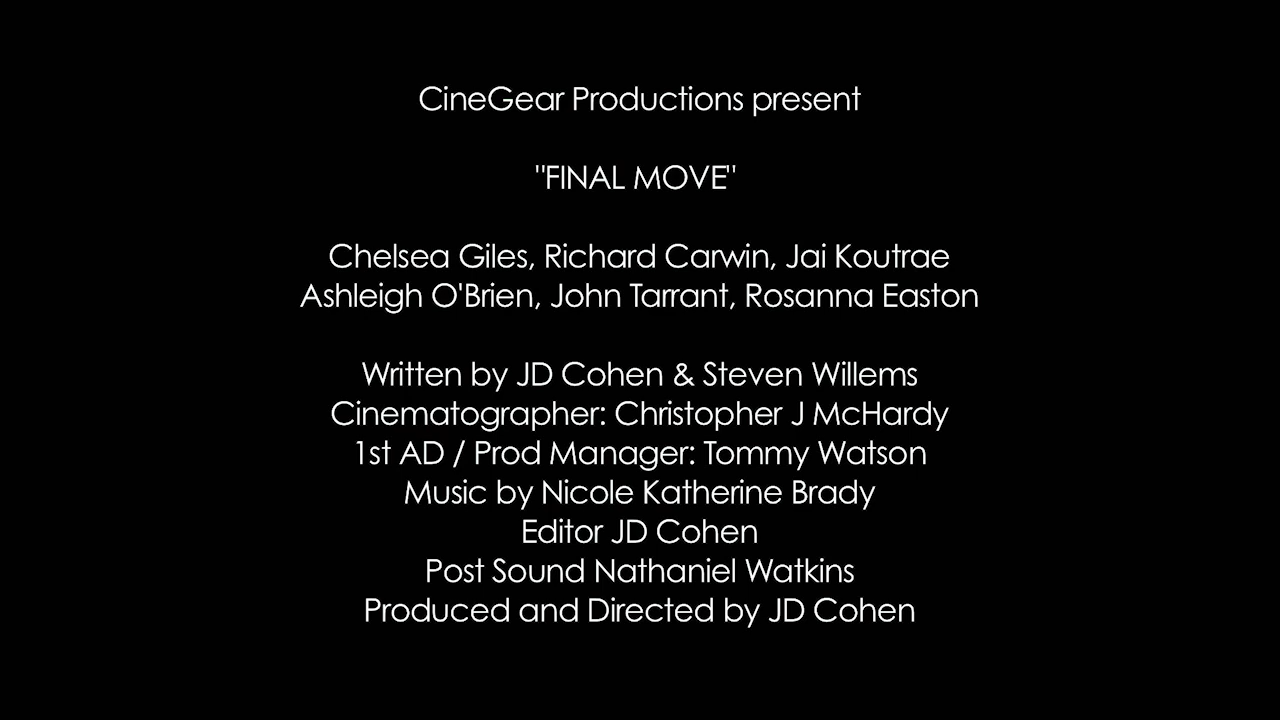 CineGear Productions present
"FINAL MOVE"
Chelsea Giles, Richard Carwin, Jai Koutrae
Ashleigh O'Brien, John Tarrant, Rosanna Easton
Written by JD Cohen & Steven Willems
Cinematographer: Christopher J McHardy
1st AD / Prod Manager: Tommy Watson
Music by Nicole Katherine Brady
Editor JD Cohen
Post Sound Nathaniel Watkins
Produced and Directed by JD Cohen